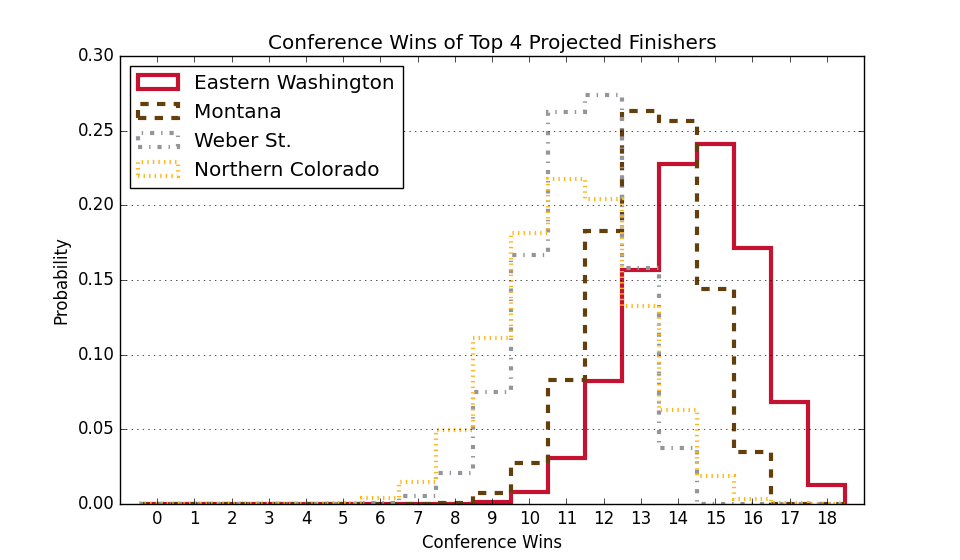 Conference Wins of Top 4 Projected Finishers
0.30
0.25
0.20
0.15
0.10
0.05
0.00
Probability
Eastern Washington
Montana
Weber St.
Northern Colorado
0 1 2 3 4 5 6 7 8 9 10 11 12 13 14 15 16 17 18
Conference Wins